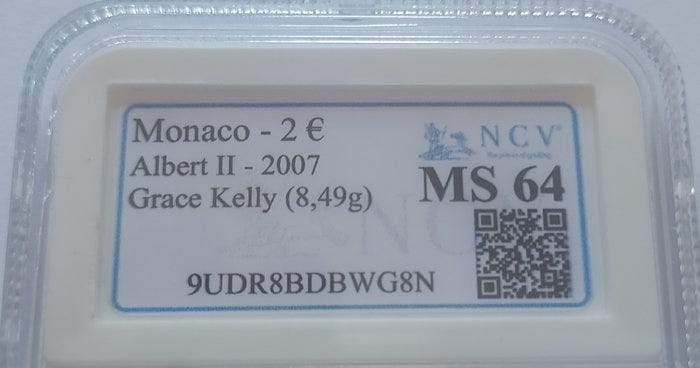 Monaco - 2 €
Albert II - 2007
Grace Kelly (8,49g)
NCV
MS 64
9UDR8BDBWG8N